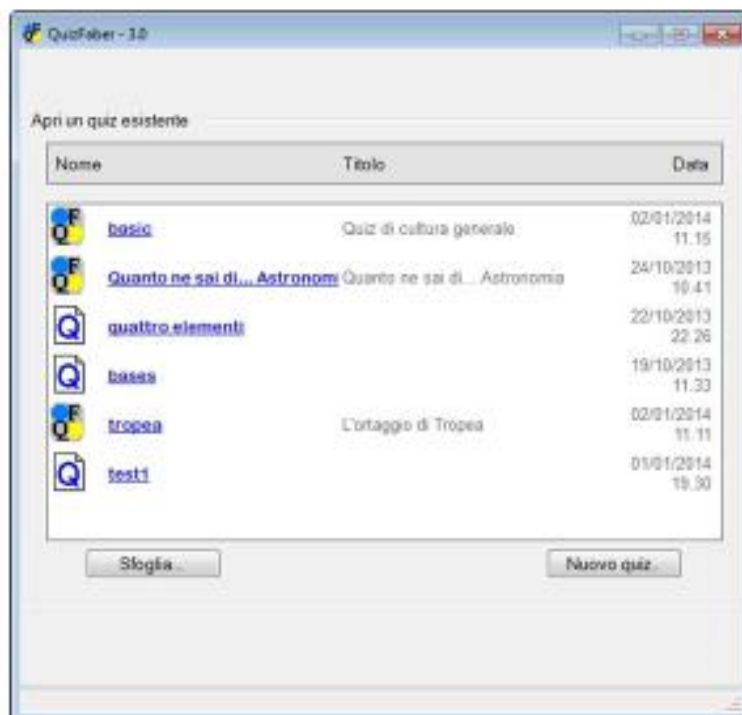 QuizFaber - 3.0
Apri un quiz esistente
Nome Titolo Data
basic Quiz di cultura generale 02/01/2014
11.15
Quanto ne sai di... Astronomi Quanto ne sai di... Astronomia 24/10/2013
10.41
quattro elementi 22/10/2013
22.26
bases 19/10/2013
11.33
tropea L'ortaggio di Tropea 02/01/2014
11.11
test1 01/01/2014
19.30
Sfoglia... Nuovo quiz...